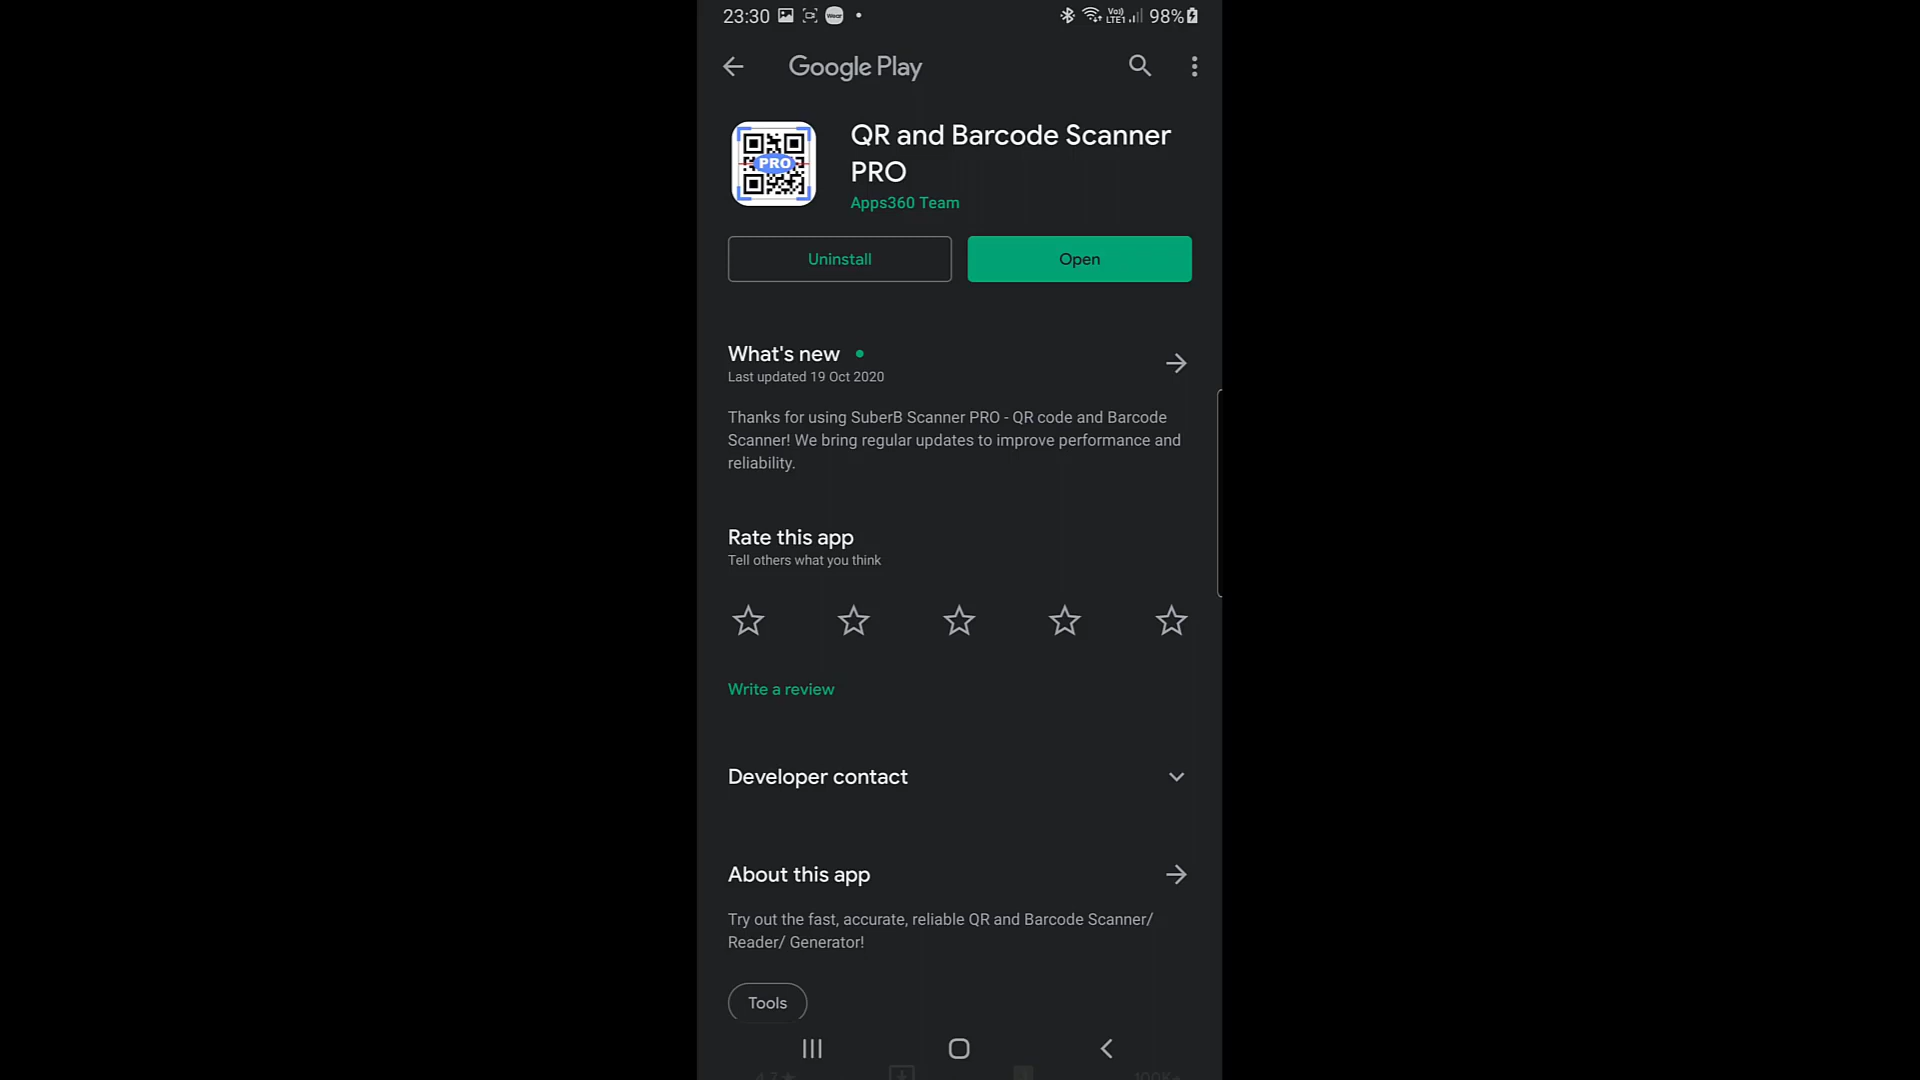 23:30 98%
Google Play
PRO
QR and Barcode Scanner
PRO
Apps360 Team
Uninstall
Open
What's new
Last updated 19 Oct 2020
Thanks for using SuberB Scanner PRO - QR code and Barcode
Scanner! We bring regular updates to improve performance and
reliability.
Rate this app
Tell others what you think
Write a review
Developer contact
About this app
Try out the fast, accurate, reliable QR and Barcode Scanner/
Reader/ Generator!
Tools